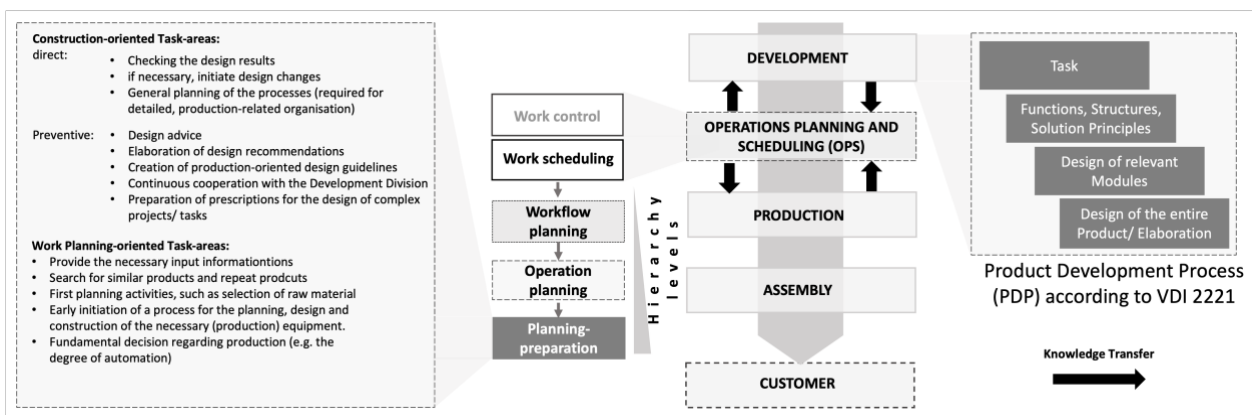 Construction-oriented Task-areas:
direct:
• Checking the design results
• if necessary, initiate design changes
• General planning of the processes (required for
detailed, production-related organisation)
Preventive:
• Design advice
• Elaboration of design recommendations
• Creation of production-oriented design guidelines
• Continuous cooperation with the Development Division
• Preparation of prescriptions for the design of complex
projects/ tasks
Work Planning-oriented Task-areas:
• Provide the necessary input informationtions
• Search for similar products and repeat prodcuts
• First planning activities, such as selection of raw material
• Early initiation of a process for the planning, design and
construction of the necessary (production) equipment.
• Fundamental decision regarding production (e.g. the
degree of automation)
Work control
Work scheduling
Workflow
planning
Operation
planning
Planning-
preparation
Hierarchy
levels
DEVELOPMENT
OPERATIONS PLANNING AND
SCHEDULING (OPS)
PRODUCTION
ASSEMBLY
CUSTOMER
Task
Functions, Structures,
Solution Principles
Design of relevant
Modules
Design of the entire
Product/ Elaboration
Product Development Process
(PDP) according to VDI 2221
Knowledge Transfer